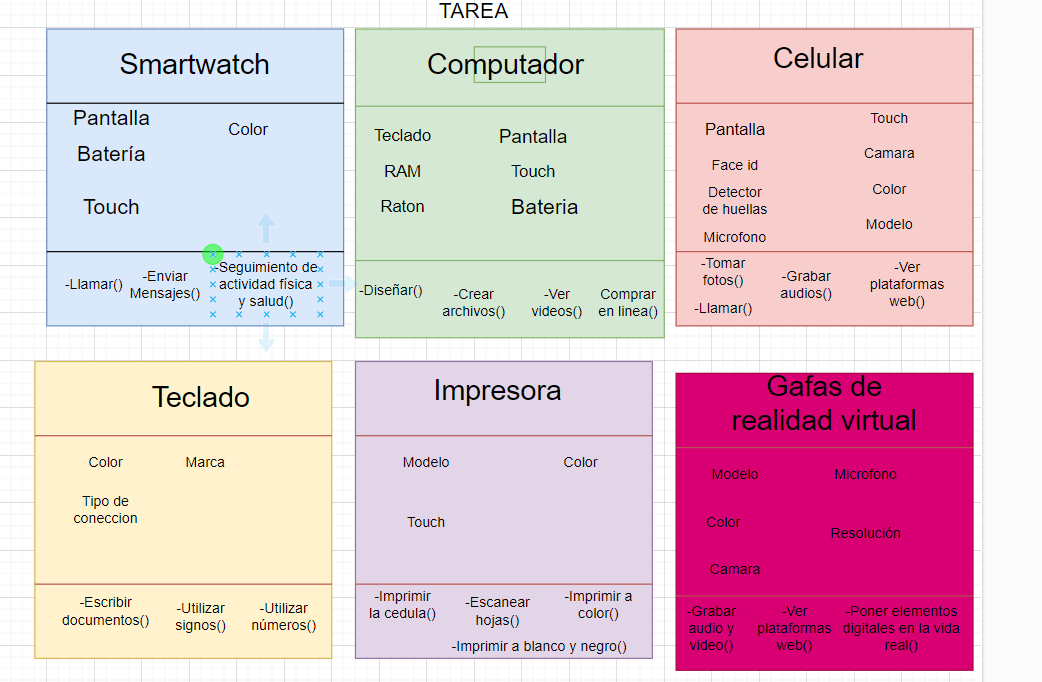 TAREA
Smartwatch
Pantalla
Color
Batería
Touch
-Llamar()
-Enviar
Mensajes()
-Seguimiento de
actividad física
y salud()
Computador
Teclado
Pantalla
RAM
Touch
Raton
Bateria
-Diseñar()
-Crear
archivos()
-Ver
videos()
Comprar
en linea()
Celular
Pantalla
Touch
Face id
Camara
Detector
de huellas
Color
Microfono
Modelo
-Tomar
fotos()
-Llamar()
-Grabar
audios()
-Ver
plataformas
web()
Teclado
Color
Marca
Tipo de
coneccion
-Escribir
documentos()
-Utilizar
signos()
-Utilizar
números()
Impresora
Modelo
Color
Touch
-Imprimir
la cedula()
-Escanear
hojas()
-Imprimir a
color()
-Imprimir a blanco y negro()
Gafas de
realidad virtual
Modelo
Microfono
Color
Resolución
Camara
-Grabar
audio y
video()
-Ver
plataformas
web()
-Poner elementos
digitales en la vida
real()